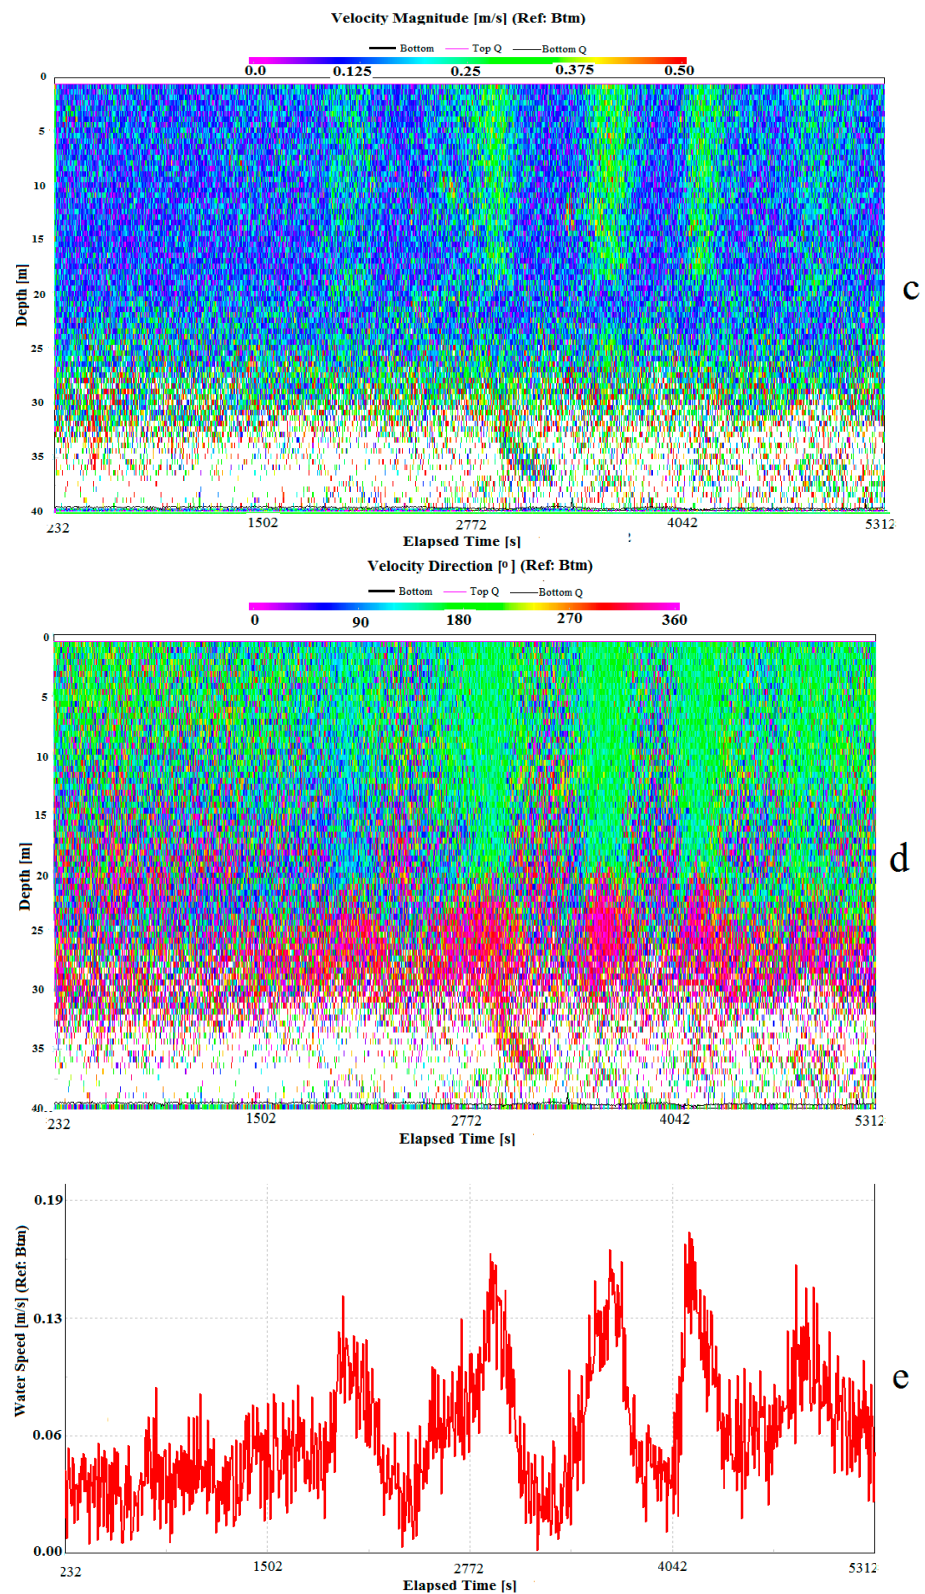 Velocity Magnitude [m/s] (Ref: Btm)
Bottom Top Q Bottom Q
0.0 0.125 0.25 0.375 0.50
0
5
10
15
20
25
30
35
40
Depth [m]
c
232 1502 2772 4042 5312
Elapsed Time [s]
Velocity Direction [º] (Ref: Btm)
Bottom Top Q Bottom Q
0 90 180 270 360
0
5
10
15
20
25
30
35
40
Depth [m]
d
232 1502 2772 4042 5312
Elapsed Time [s]
0.19
0.13
0.06
0.00
Water Speed [m/s] (Ref: Btm)
e
232 1502 2772 4042 5312
Elapsed Time [s]